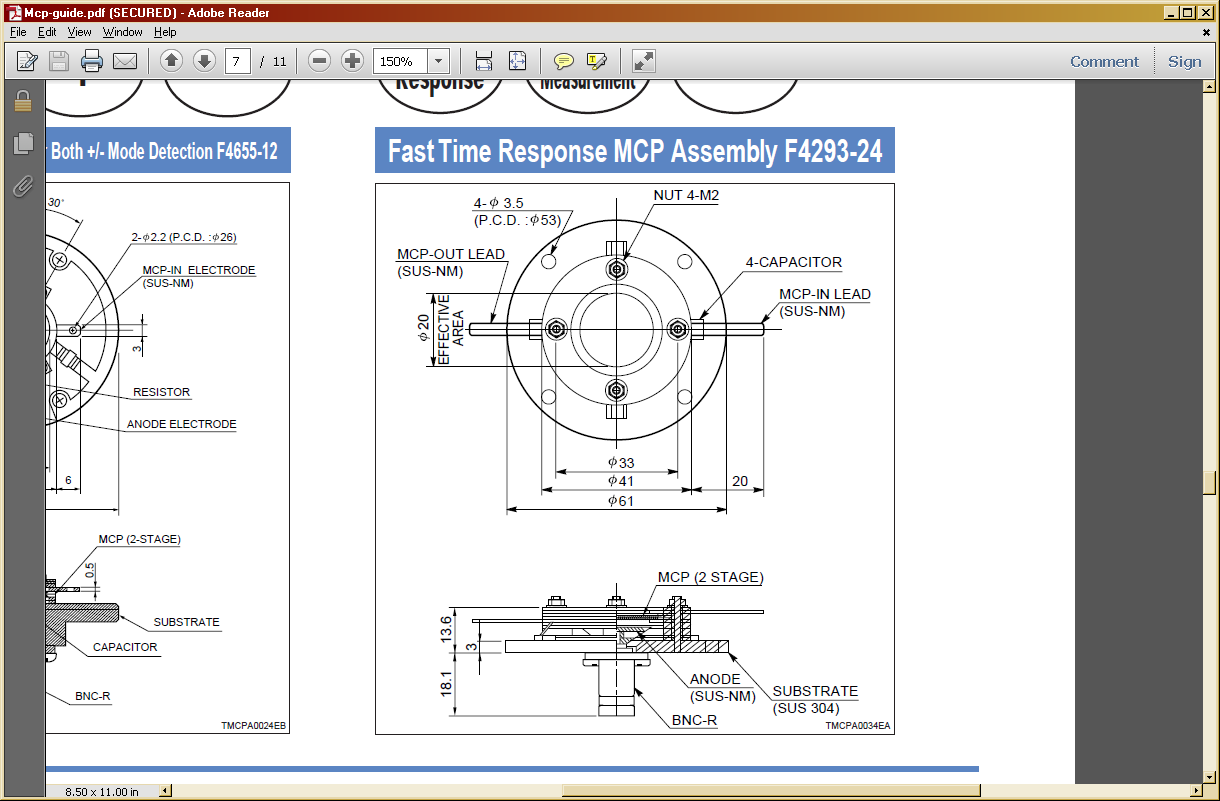 Mcp-guide.pdf (SECURED) - Adobe Reader
File Edit View Window Help
7 / 11
150%
Comment
Sign
Response
Measurement
Both +/- Mode Detection F4655-12
30°
2-φ2.2 (P.C.D. :φ26)
MCP-IN ELECTRODE
(SUS-NM)
3
RESISTOR
ANODE ELECTRODE
6
MCP (2-STAGE)
0.5
SUBSTRATE
CAPACITOR
BNC-R
TMCPA0024EB
Fast Time Response MCP Assembly F4293-24
4-φ 3.5
(P.C.D. :φ53)
NUT 4-M2
MCP-OUT LEAD
(SUS-NM)
4-CAPACITOR
MCP-IN LEAD
(SUS-NM)
φ20
EFFECTIVE
AREA
φ33
φ41
20
φ61
MCP (2 STAGE)
13.6
3
18.1
ANODE
(SUS-NM)
SUBSTRATE
(SUS 304)
BNC-R
TMCPA0034EA
8.50 x 11.00 in